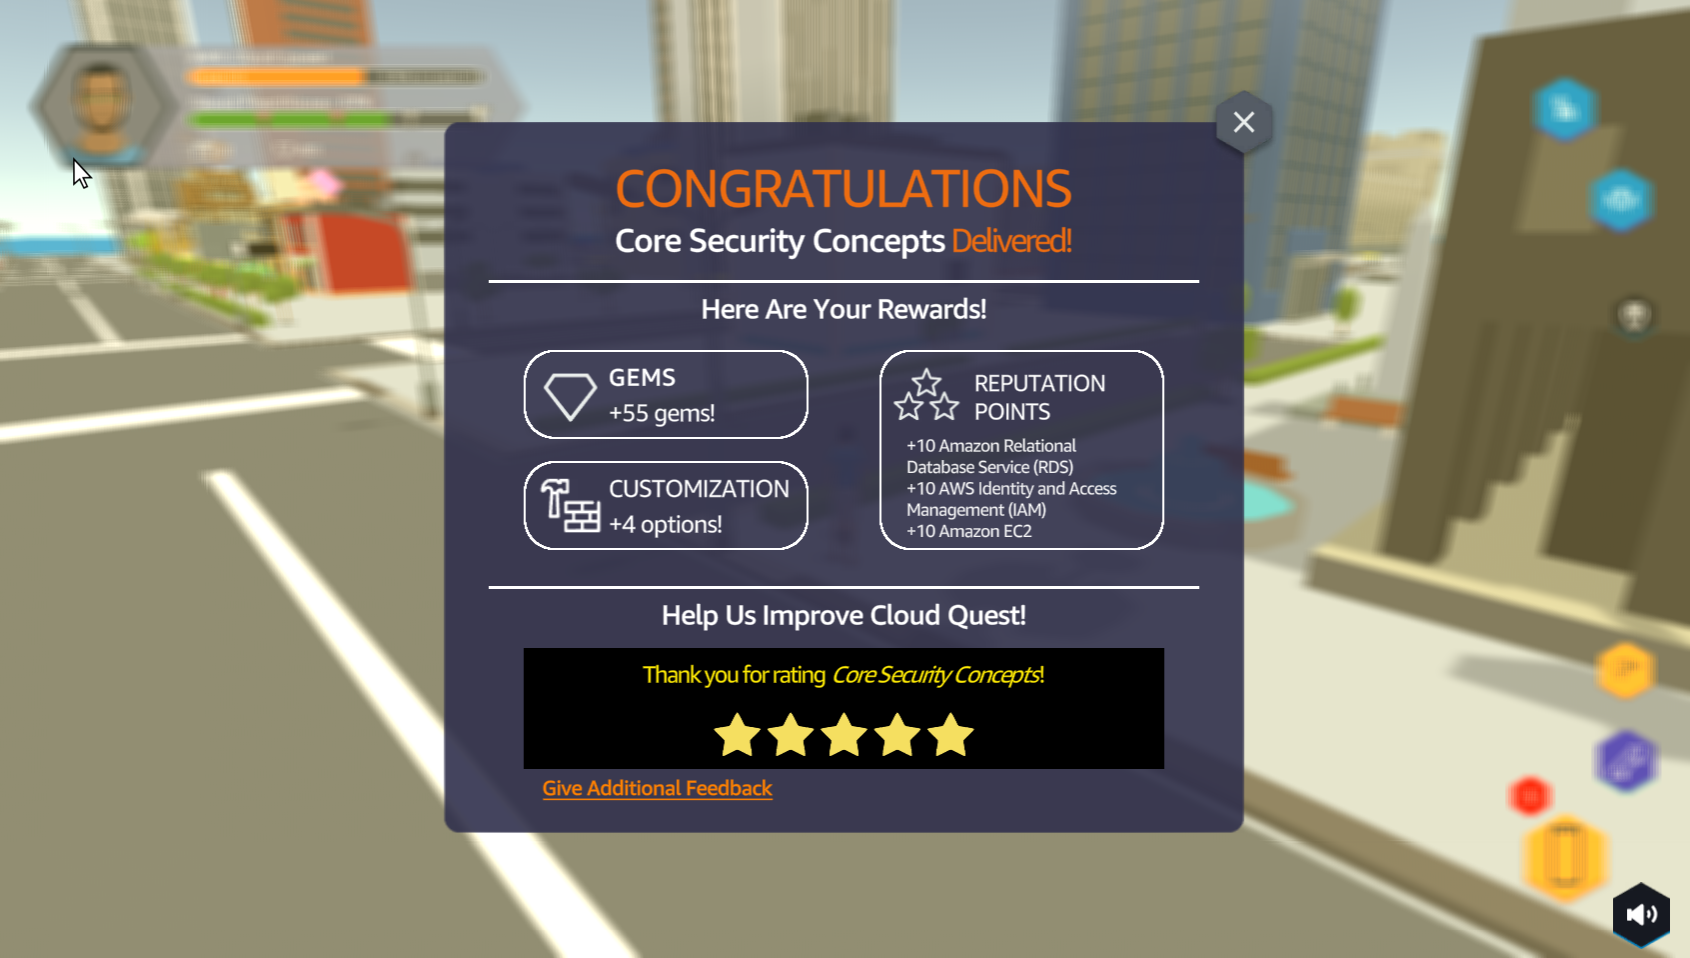 CONGRATULATIONS
Core Security Concepts Delivered!
Here Are Your Rewards!
GEMS
+55 gems!
CUSTOMIZATION
+4 options!
REPUTATION
POINTS
+10 Amazon Relational
Database Service (RDS)
+10 AWS Identity and Access
Management (IAM)
+10 Amazon EC2
Help Us Improve Cloud Quest!
Thank you for rating Core Security Concepts!
Give Additional Feedback